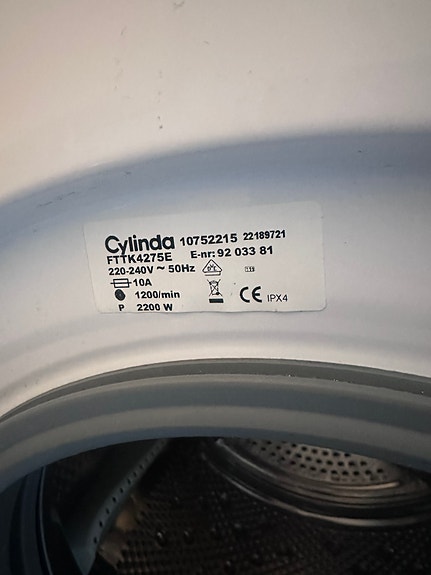 Cylinda 10752215 22189721
FTTK4275E E-nr: 92 033 81
220-240V ~ 50Hz
10A
1200/min
P 2200 W
CE IPX4